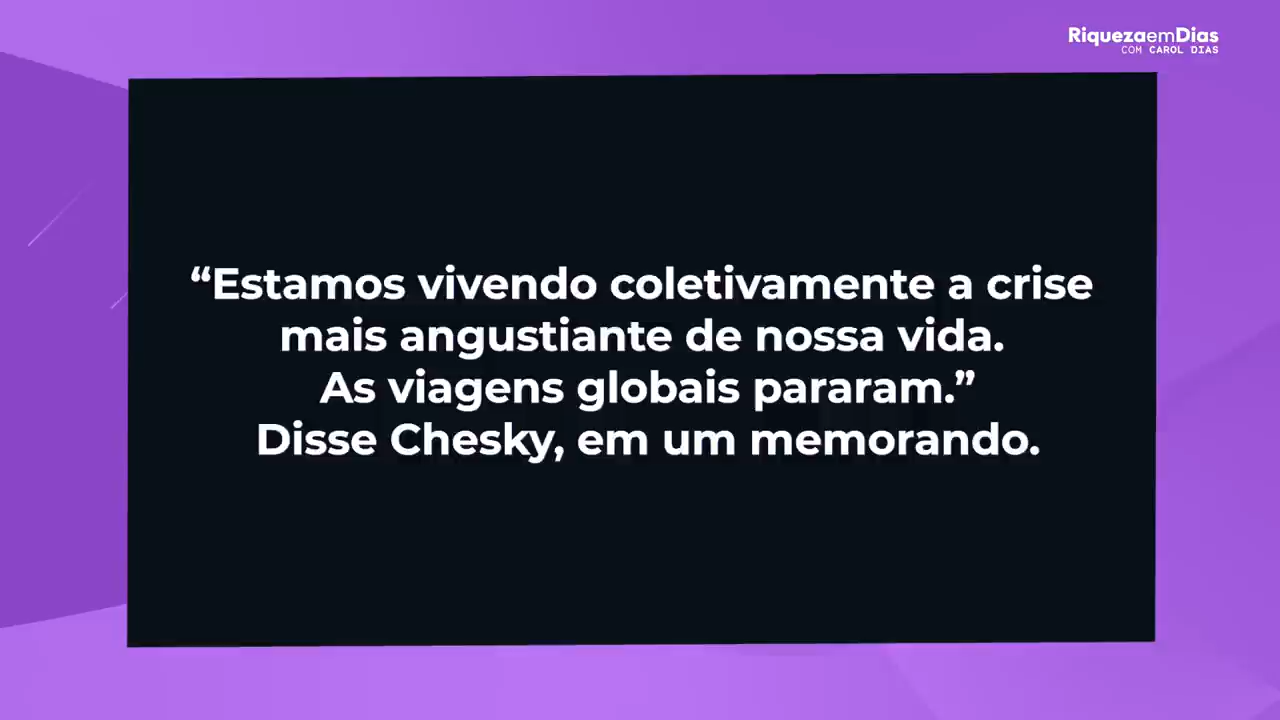 RiquezaemDias
COM CAROL DIAS
“Estamos vivendo coletivamente a crise
mais angustiante de nossa vida.
As viagens globais pararam.”
Disse Chesky, em um memorando.